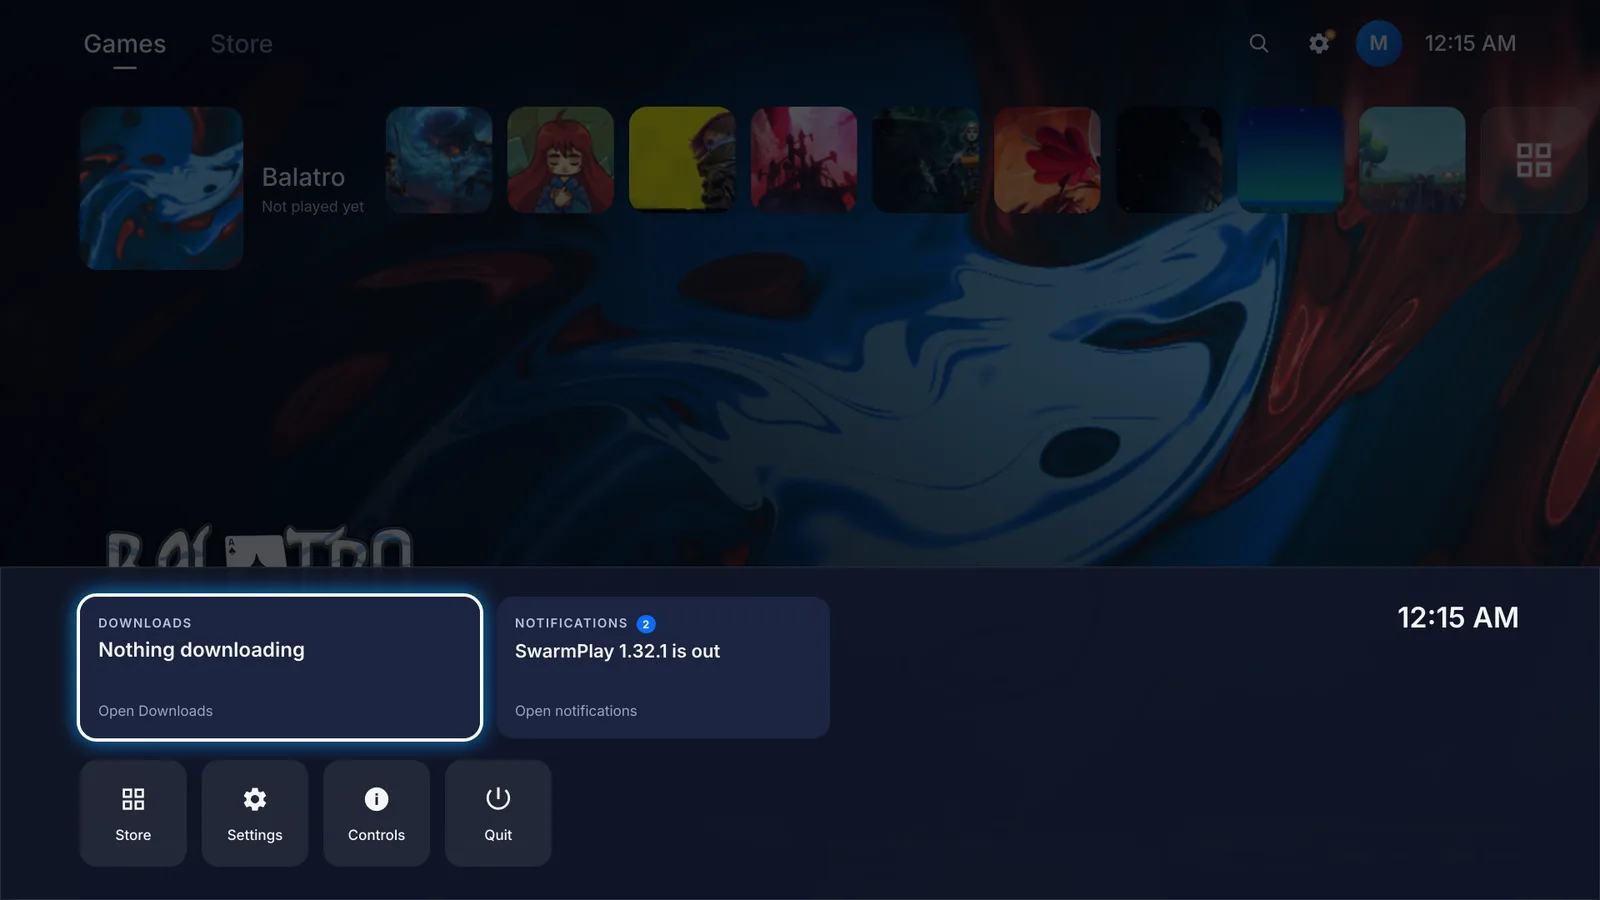 Games
Store
M
12:15 AM
Balatro
Not played yet
BALATRO
A
DOWNLOADS
Nothing downloading
Open Downloads
NOTIFICATIONS 2
SwarmPlay 1.32.1 is out
Open notifications
12:15 AM
Store
Settings
Controls
Quit